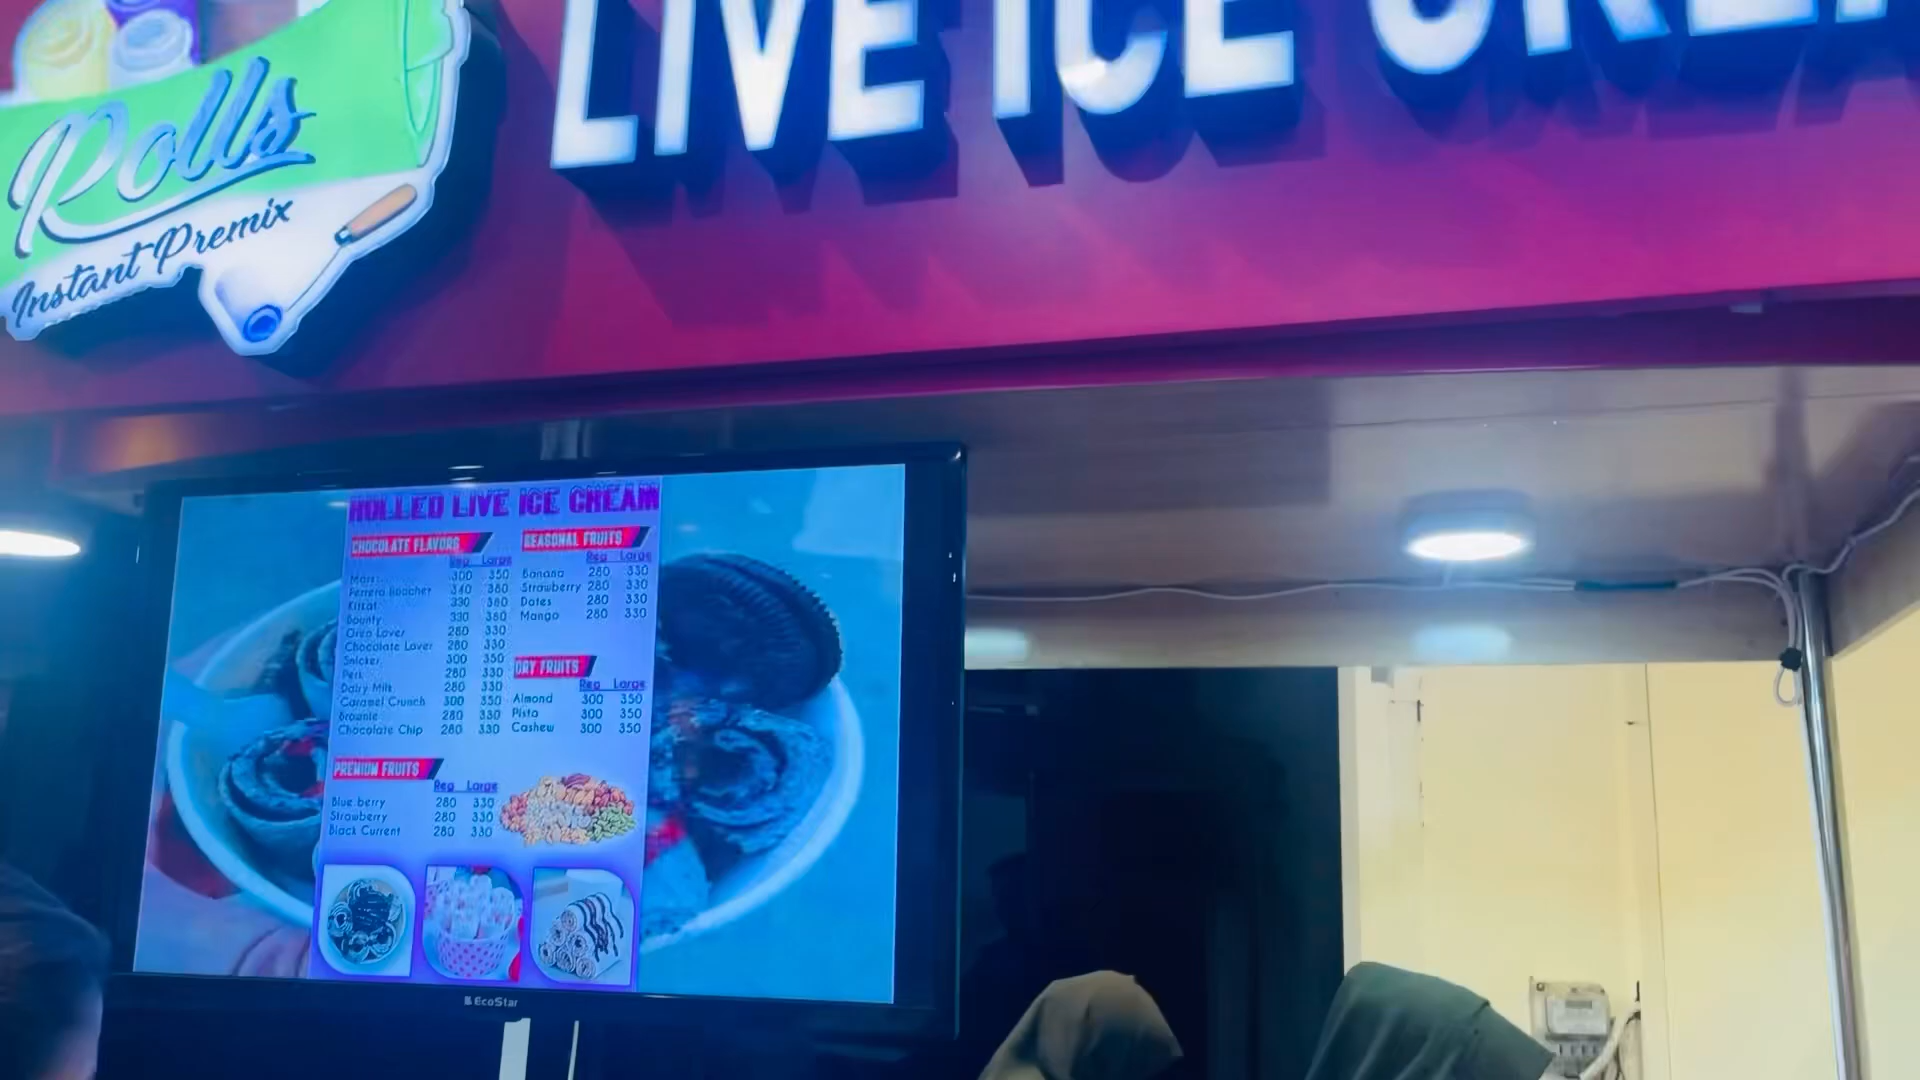 LIVE ICE CREA
Rolls
Instant Premix
ROLLED LIVE ICE CREAM
CHOCOLATE FLAVORS
Reg Large
Mars 300 350
Ferrero Roocher 340 380
Kitkat 330 380
Bounty 330 380
Oreo Lover 280 330
Chocolate Lover 280 330
Snicker 300 350
Perk 280 330
Dairy Milk 280 330
Caramel Crunch 300 350
Brownie 280 330
Chocolate Chip 280 330
SEASONAL FRUITS
Reg Large
Banana 280 330
Strawberry 280 330
Dates 280 330
Mango 280 330
DRY FRUITS
Reg Large
Almond 300 350
Pista 300 350
Cashew 300 350
PREMIUM FRUITS
Reg Large
Blue berry 280 330
Strawberry 280 330
Black Current 280 330
EcoStar